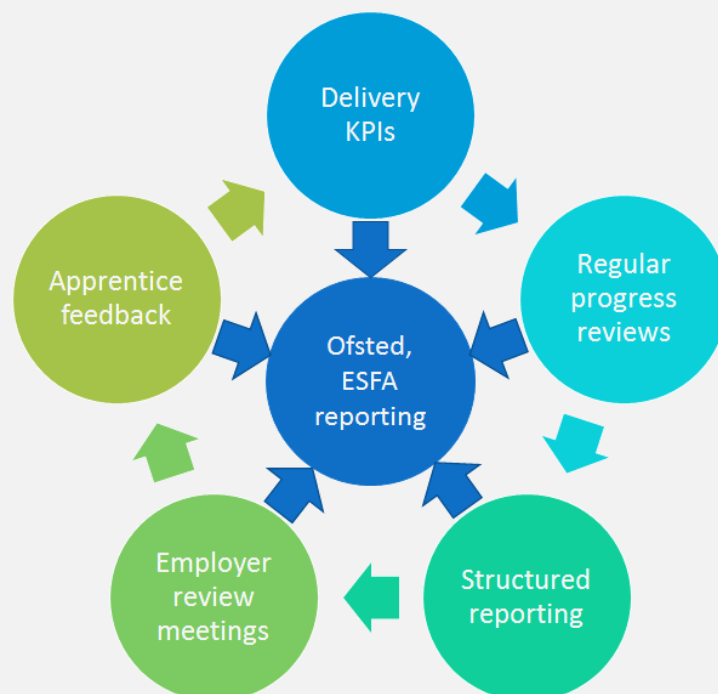 Delivery
KPIs
Regular
progress
reviews
Structured
reporting
Employer
review
meetings
Apprentice
feedback
Ofsted,
ESFA
reporting